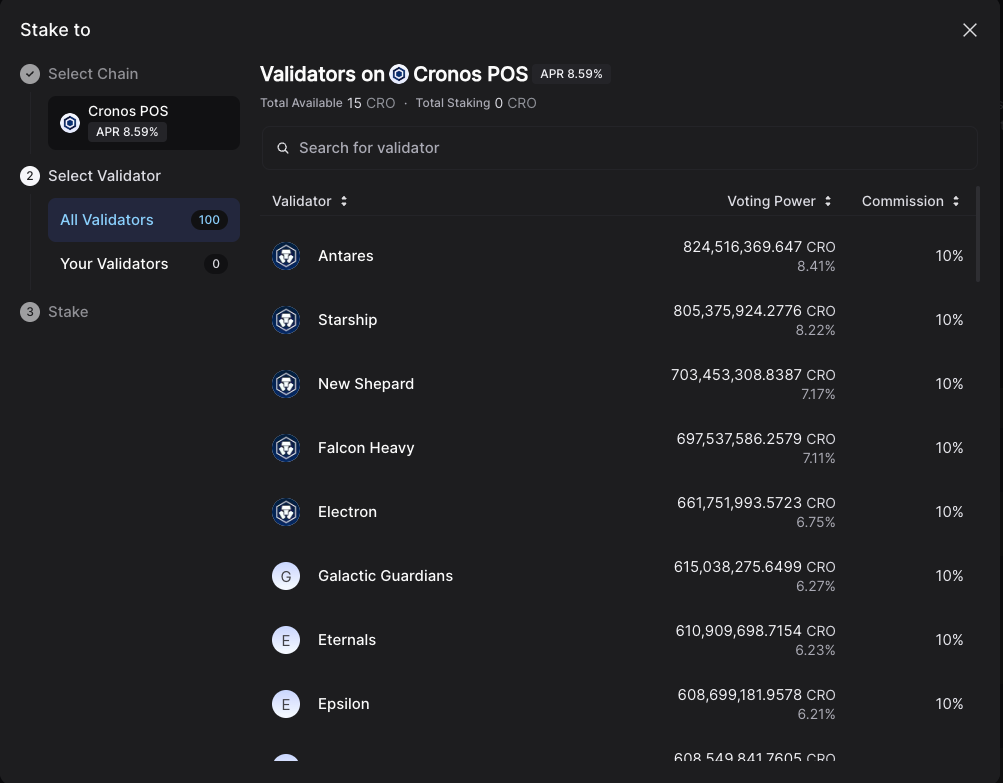 Stake to
Select Chain
Cronos POS
APR 8.59%
2 Select Validator
All Validators 100
Your Validators 0
3 Stake
Validators on Cronos POS APR 8.59%
Total Available 15 CRO · Total Staking 0 CRO
Search for validator
Validator Voting Power Commission
Antares 824,516,369.647 CRO 10%
8.41%
Starship 805,375,924.2776 CRO 10%
8.22%
New Shepard 703,453,308.8387 CRO 10%
7.17%
Falcon Heavy 697,537,586.2579 CRO 10%
7.11%
Electron 661,751,993.5723 CRO 10%
6.75%
G Galactic Guardians 615,038,275.6499 CRO 10%
6.27%
E Eternals 610,909,698.7154 CRO 10%
6.23%
E Epsilon 608,699,181.9578 CRO 10%
6.21%
608,549,841.7605 CRO